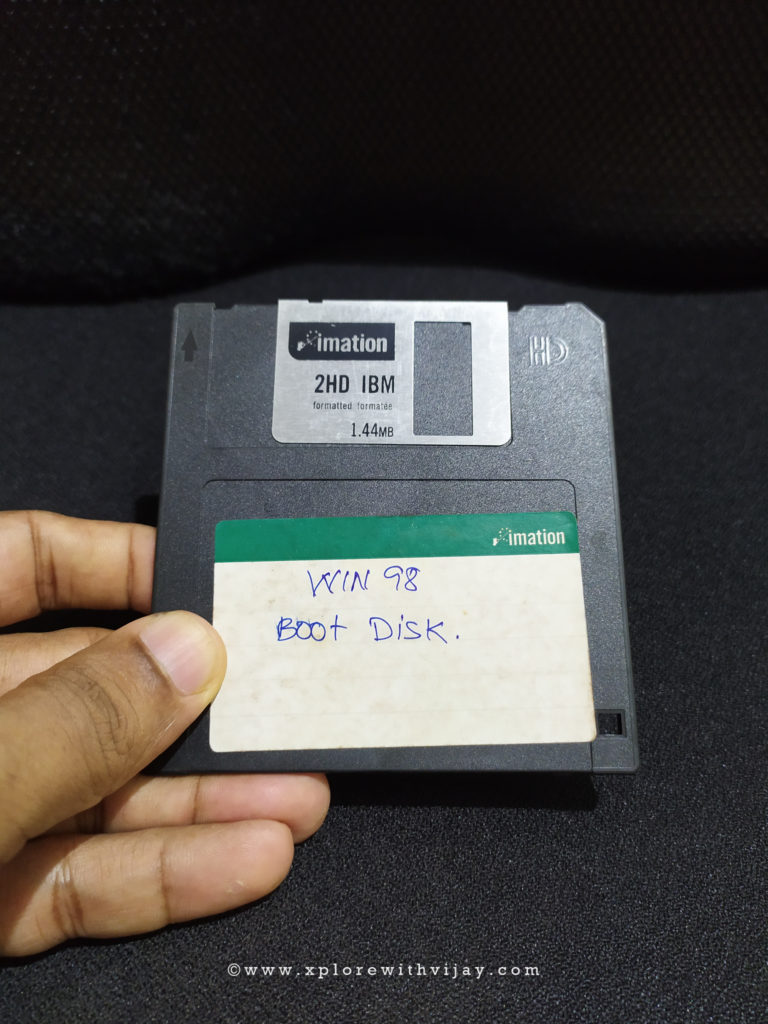 imation
2HD IBM
formatted formatée
1.44MB
HD
imation
WIN 98
Boot Disk.
©www.xplorewithvijay.com